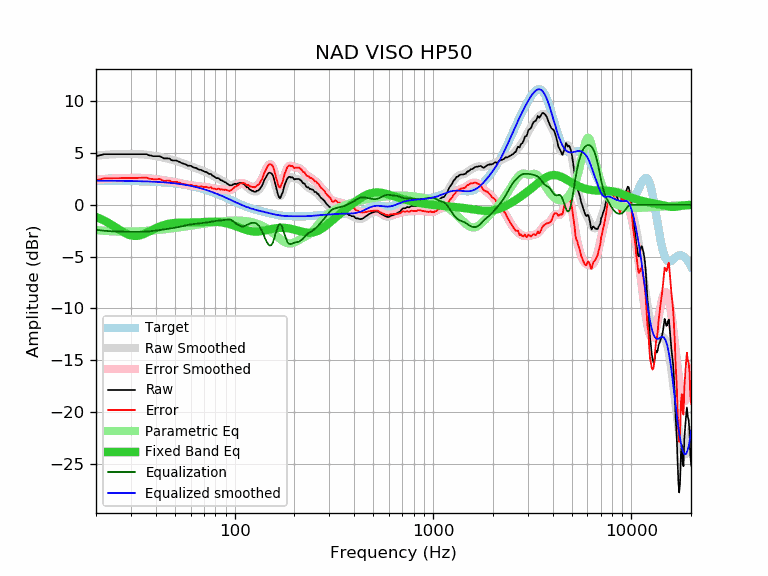 NAD VISO HP50
Amplitude (dBr)
10
5
0
−5
−10
−15
−20
−25
Target
Raw Smoothed
Error Smoothed
Raw
Error
Parametric Eq
Fixed Band Eq
Equalization
Equalized smoothed
100
1000
10000
Frequency (Hz)